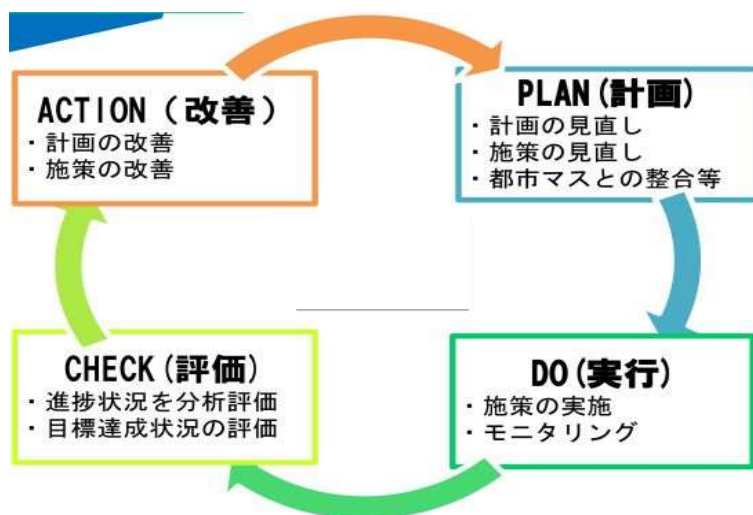 ACTION（改善）
・計画の改善
・施策の改善
PLAN(計画)
・計画の見直し
・施策の見直し
・都市マスとの整合等
CHECK(評価)
・進捗状況を分析評価
・目標達成状況の評価
DO(実行)
・施策の実施
・モニタリング